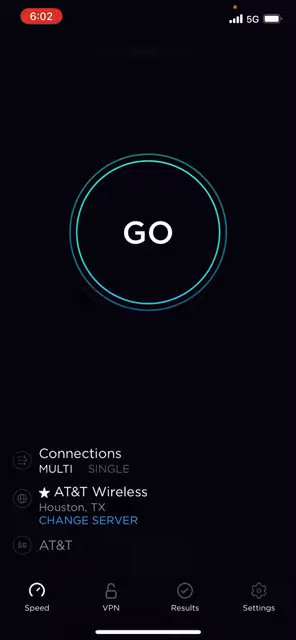 6:02
5G
GO
Connections
MULTI SINGLE
★ AT&T Wireless
Houston, TX
CHANGE SERVER
5G AT&T
Speed VPN Results Settings